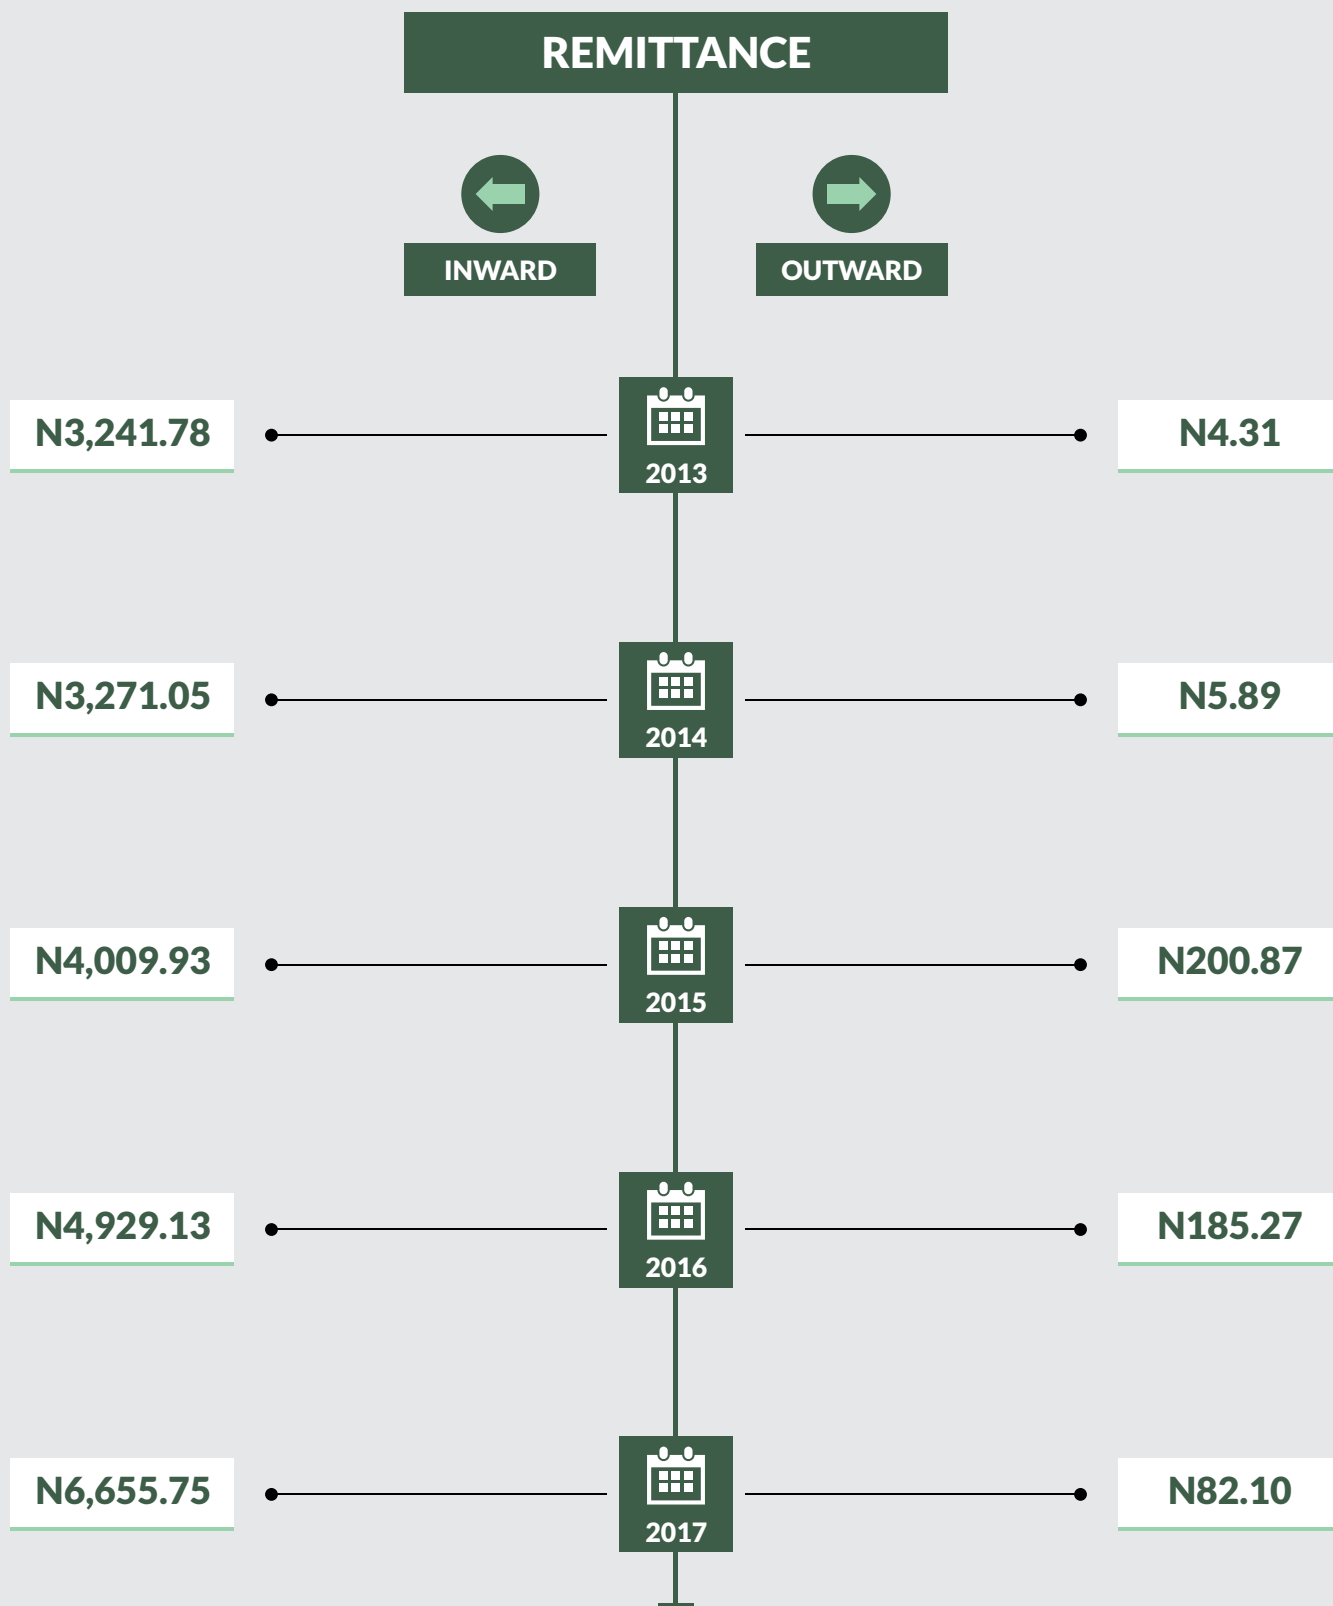 REMITTANCE
INWARD
OUTWARD
N3,241.78
2013
N4.31
N3,271.05
2014
N5.89
N4,009.93
2015
N200.87
N4,929.13
2016
N185.27
N6,655.75
2017
N82.10